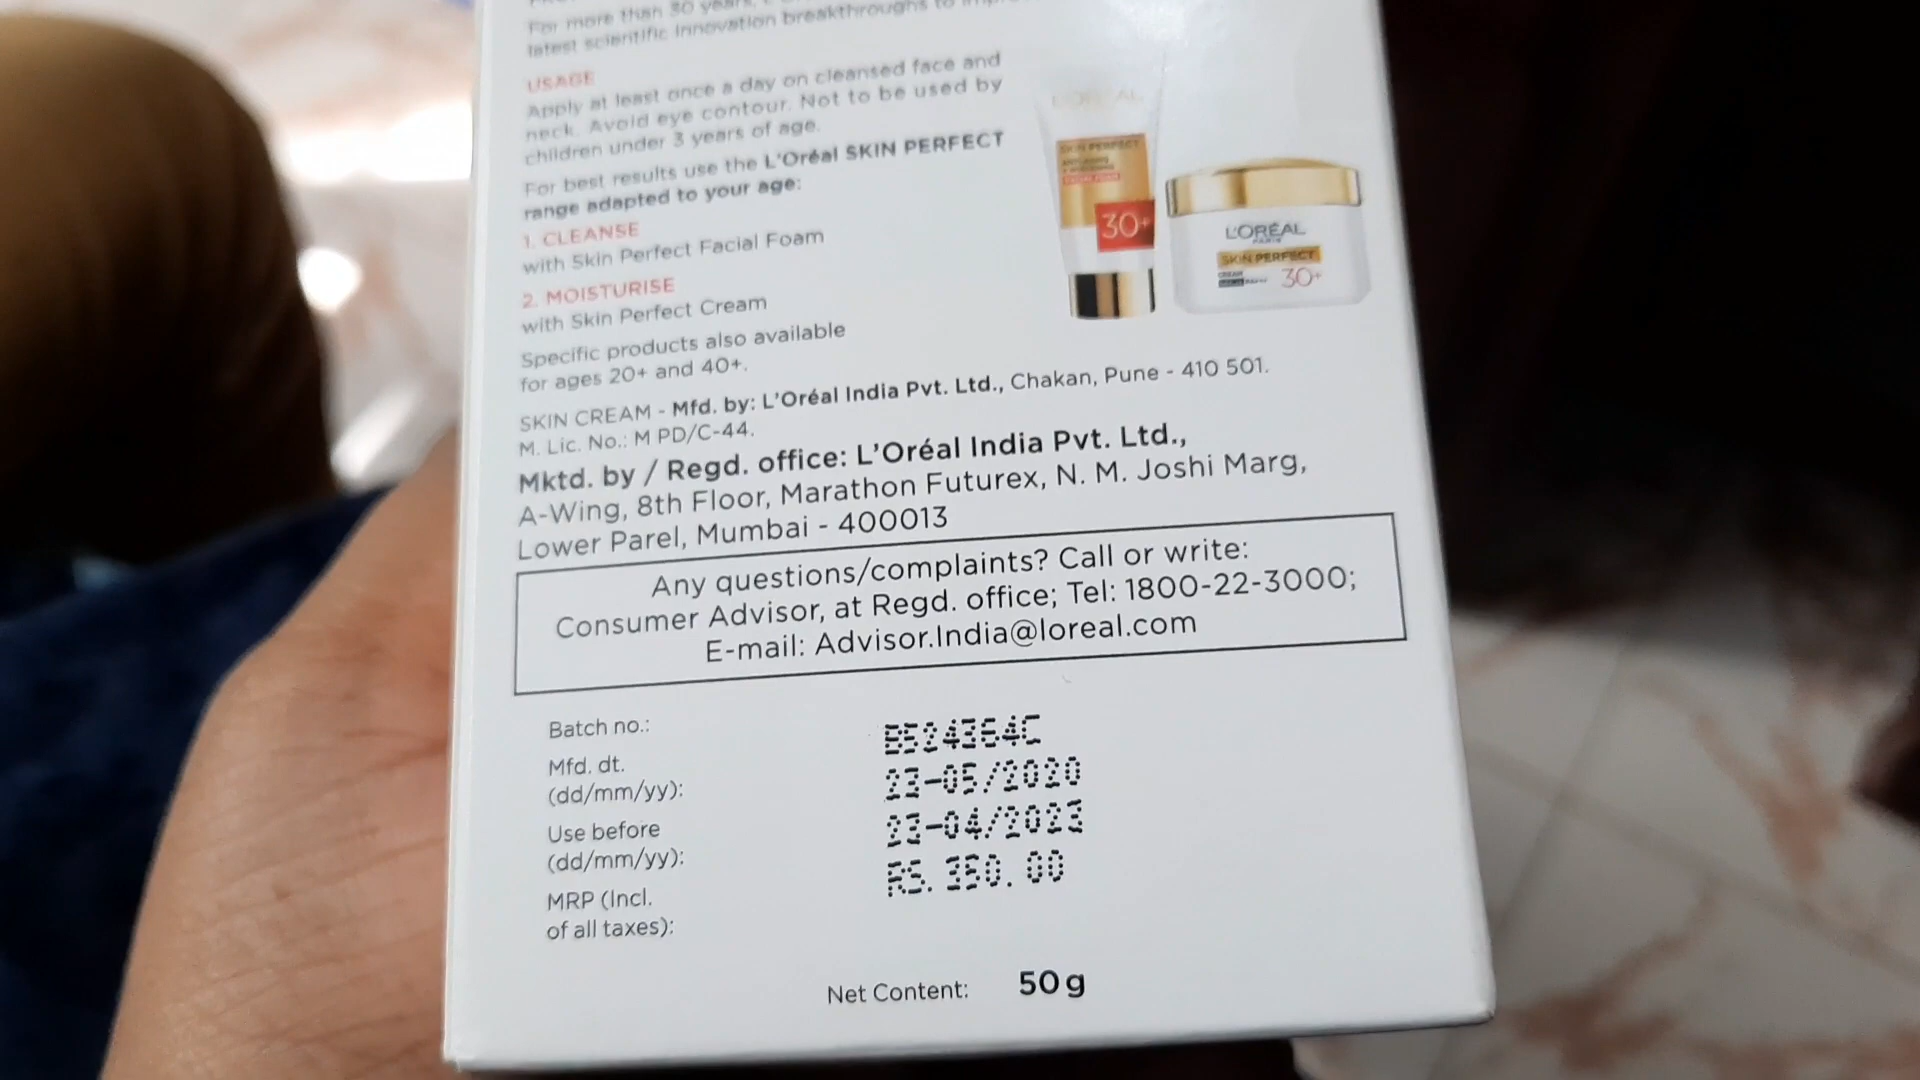 For more than 30 years,
latest scientific innovation breakthroughs to
USAGE
Apply at least once a day on cleansed face and
neck. Avoid eye contour. Not to be used by
children under 3 years of age.
For best results use the L'Oréal SKIN PERFECT
range adapted to your age:
1. CLEANSE
with Skin Perfect Facial Foam
2. MOISTURISE
with Skin Perfect Cream
Specific products also available
for ages 20+ and 40+.
L'ORÉAL
SKIN PERFECT
30+
L'ORÉAL
PARIS
SKIN PERFECT
CREAM
30+
SKIN CREAM - Mfd. by: L'Oréal India Pvt. Ltd., Chakan, Pune - 410 501.
M. Lic. No.: M PD/C-44.
Mktd. by / Regd. office: L'Oréal India Pvt. Ltd.,
A-Wing, 8th Floor, Marathon Futurex, N. M. Joshi Marg,
Lower Parel, Mumbai - 400013
Any questions/complaints? Call or write:
Consumer Advisor, at Regd. office; Tel: 1800-22-3000;
E-mail: Advisor.India@loreal.com
Batch no.: B524364C
Mfd. dt.
(dd/mm/yy): 23-05/2020
Use before
(dd/mm/yy): 23-04/2023
MRP (Incl.
of all taxes): RS. 350.00
Net Content: 50 g